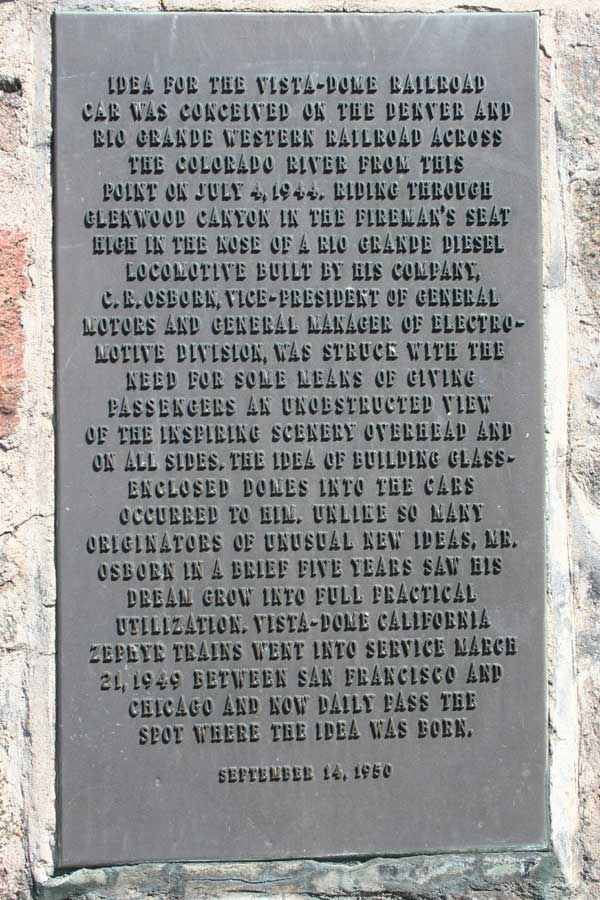 IDEA FOR THE VISTA-DOME RAILROAD
CAR WAS CONCEIVED ON THE DENVER AND
RIO GRANDE WESTERN RAILROAD ACROSS
THE COLORADO RIVER FROM THIS
POINT ON JULY 4, 1944. RIDING THROUGH
GLENWOOD CANYON IN THE FIREMAN'S SEAT
HIGH IN THE NOSE OF A RIO GRANDE DIESEL
LOCOMOTIVE BUILT BY HIS COMPANY,
C. R. OSBORN, VICE-PRESIDENT OF GENERAL
MOTORS AND GENERAL MANAGER OF ELECTRO-
MOTIVE DIVISION, WAS STRUCK WITH THE
NEED FOR SOME MEANS OF GIVING
PASSENGERS AN UNOBSTRUCTED VIEW
OF THE INSPIRING SCENERY OVERHEAD AND
ON ALL SIDES. THE IDEA OF BUILDING GLASS-
ENCLOSED DOMES INTO THE CARS
OCCURRED TO HIM. UNLIKE SO MANY
ORIGINATORS OF UNUSUAL NEW IDEAS, MR.
OSBORN IN A BRIEF FIVE YEARS SAW HIS
DREAM GROW INTO FULL PRACTICAL
UTILIZATION. VISTA-DOME CALIFORNIA
ZEPHYR TRAINS WENT INTO SERVICE MARCH
21, 1949 BETWEEN SAN FRANCISCO AND
CHICAGO AND NOW DAILY PASS THE
SPOT WHERE THE IDEA WAS BORN.
SEPTEMBER 14, 1950